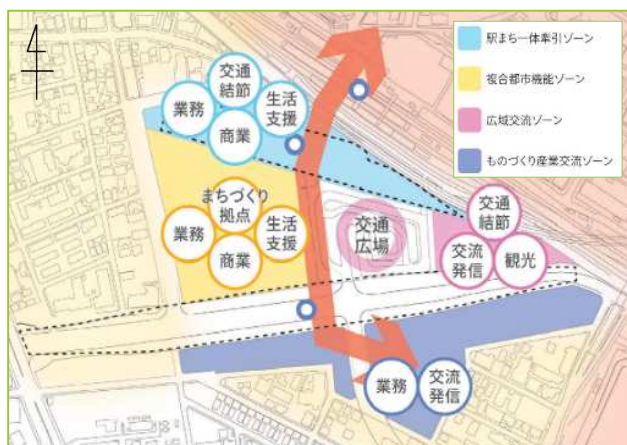 駅まち一体牽引ゾーン
複合都市機能ゾーン
広域交流ゾーン
ものづくり産業交流ゾーン
交通
結節
業務
生活
支援
商業
まちづくり
拠点
業務
生活
支援
商業
交通
広場
交通
結節
交流
発信
観光
業務
交流
発信